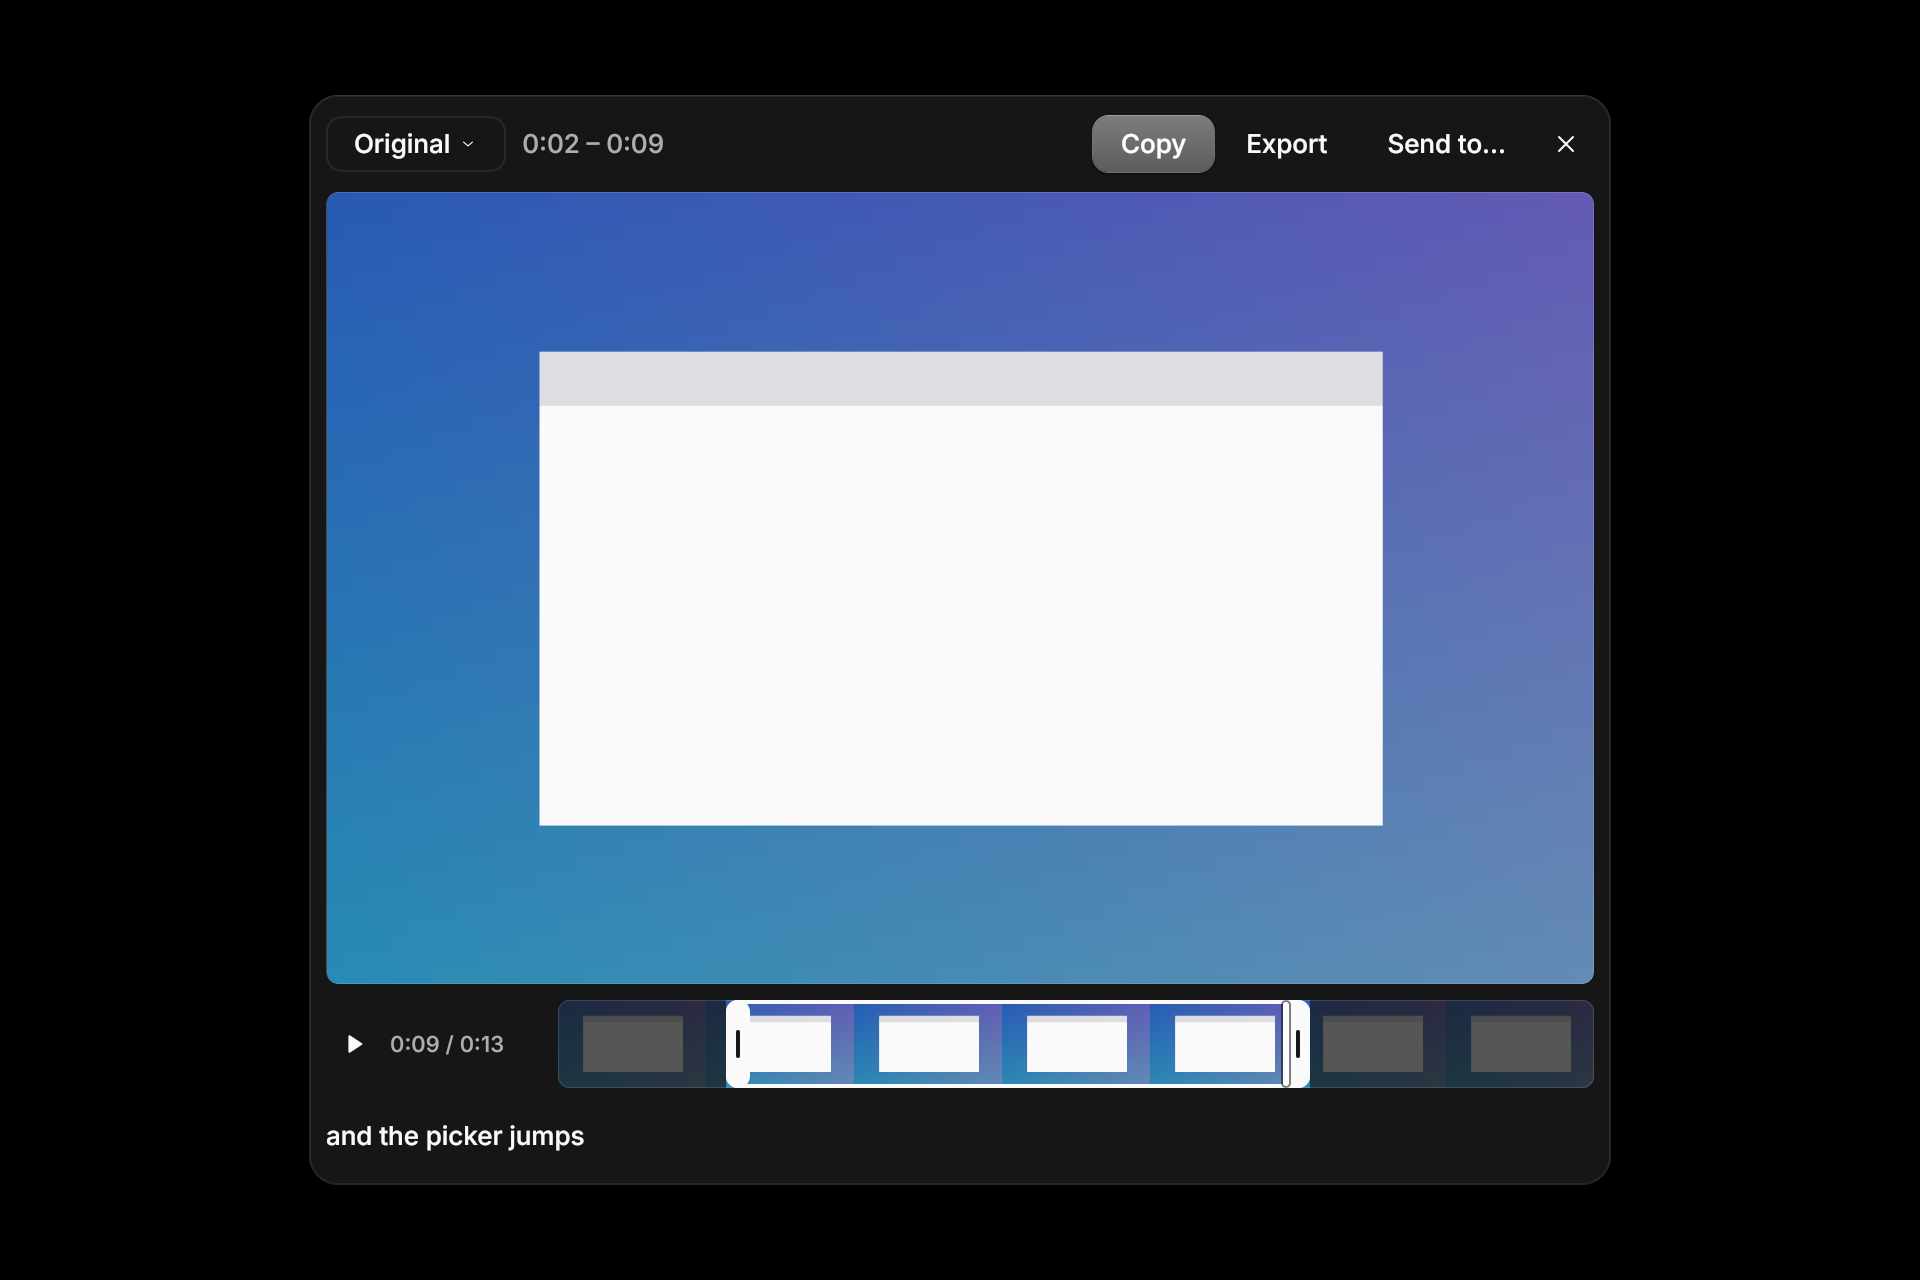 Original
0:02 – 0:09
Copy
Export
Send to...
0:09 / 0:13
and the picker jumps